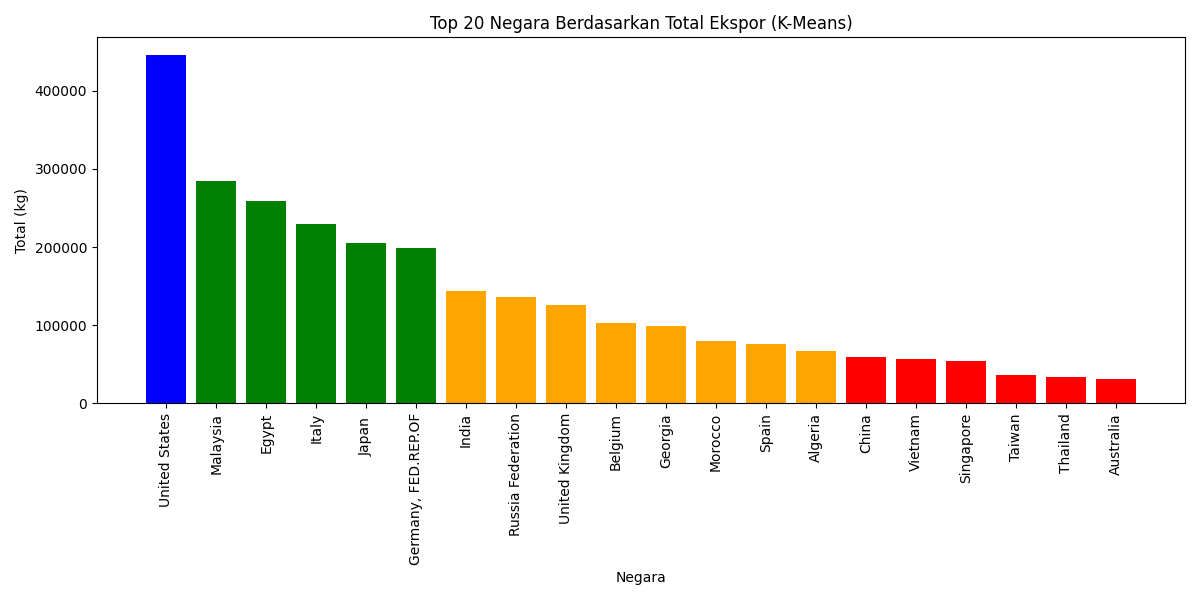 Top 20 Negara Berdasarkan Total Ekspor (K-Means)
Total (kg)
400000
300000
200000
100000
0
United States
Malaysia
Egypt
Italy
Japan
Germany, FED.REP.OF
India
Russia Federation
United Kingdom
Belgium
Georgia
Morocco
Spain
Algeria
China
Vietnam
Singapore
Taiwan
Thailand
Australia
Negara